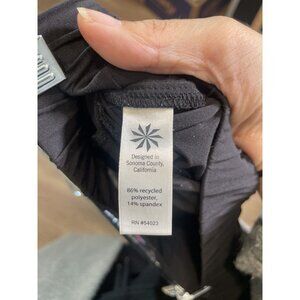 Designed in
Sonoma County,
California
86% recycled
polyester,
14% spandex
RN #54023